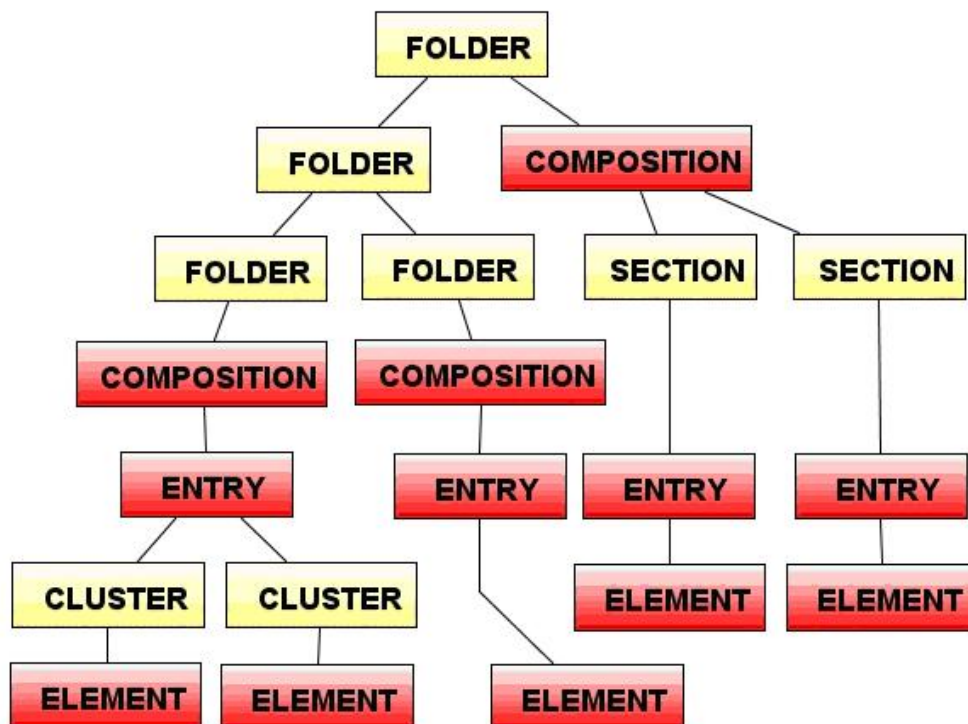 FOLDER
FOLDER
COMPOSITION
FOLDER
FOLDER
SECTION
SECTION
COMPOSITION
COMPOSITION
ENTRY
ENTRY
ENTRY
ENTRY
CLUSTER
CLUSTER
ELEMENT
ELEMENT
ELEMENT
ELEMENT
ELEMENT